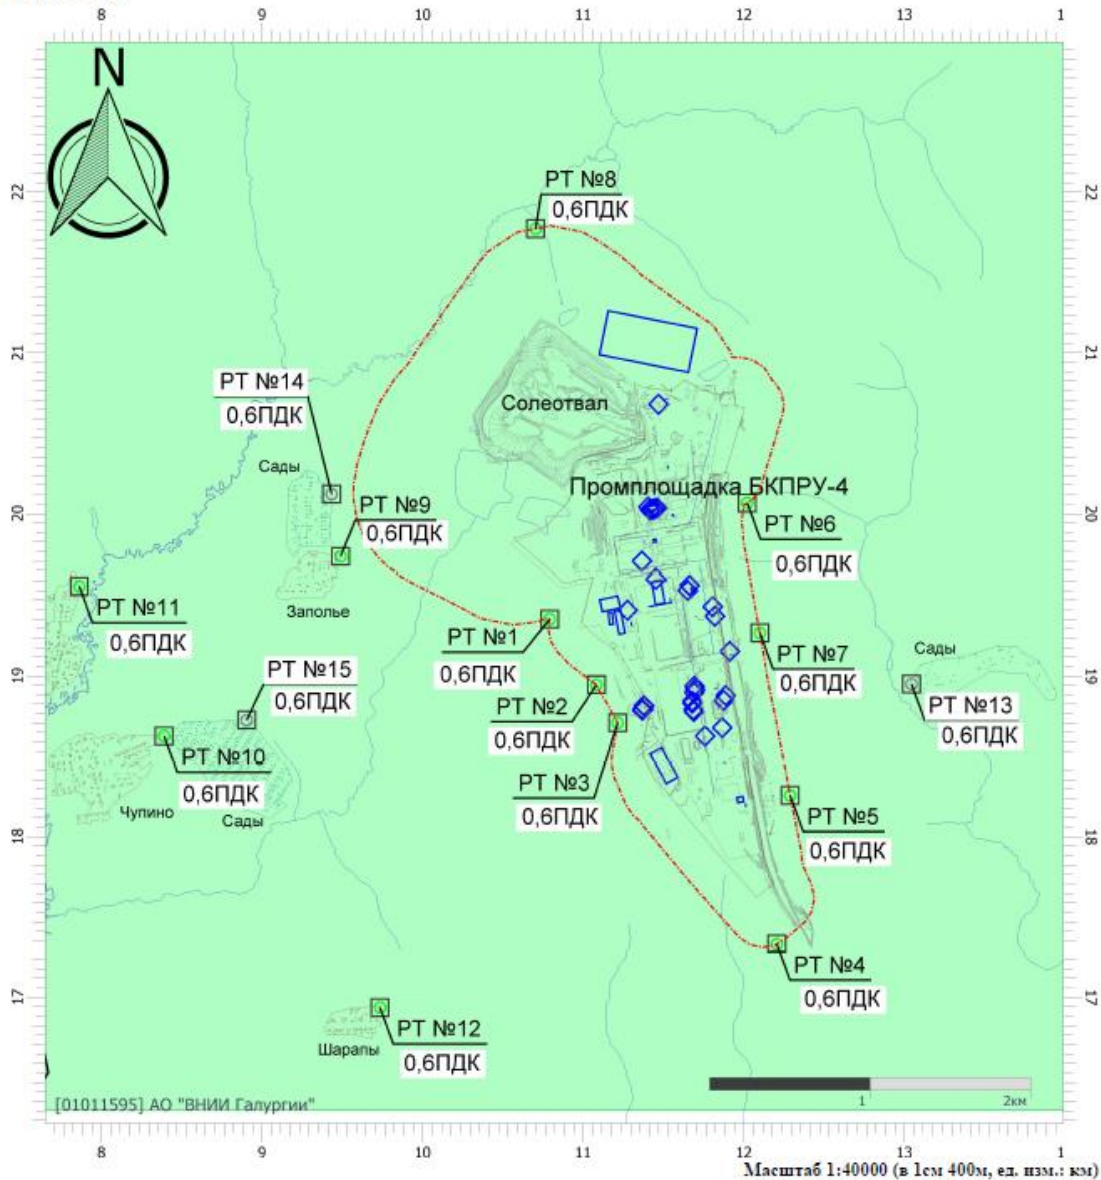 8 9 10 11 12 13 1
N
22 22
РТ №8
0,6ПДК
21 21
РТ №14
0,6ПДК
Солеотвал
Сады
Промплощадка БКПРУ-4
РТ №9
0,6ПДК
20 20
РТ №6
0,6ПДК
РТ №11
0,6ПДК
Заполье
РТ №1
0,6ПДК
РТ №7
0,6ПДК
Сады
19 19
РТ №15
0,6ПДК
РТ №2
0,6ПДК
РТ №13
0,6ПДК
РТ №10
0,6ПДК
РТ №3
0,6ПДК
Чупино
Сады
РТ №5
0,6ПДК
18 18
РТ №4
0,6ПДК
17 17
РТ №12
0,6ПДК
Шарапы
1 2км
[01011595] АО "ВНИИ Галургии"
8 9 10 11 12 13 1
Масштаб 1:40000 (в 1см 400м, ед. изм.: км)